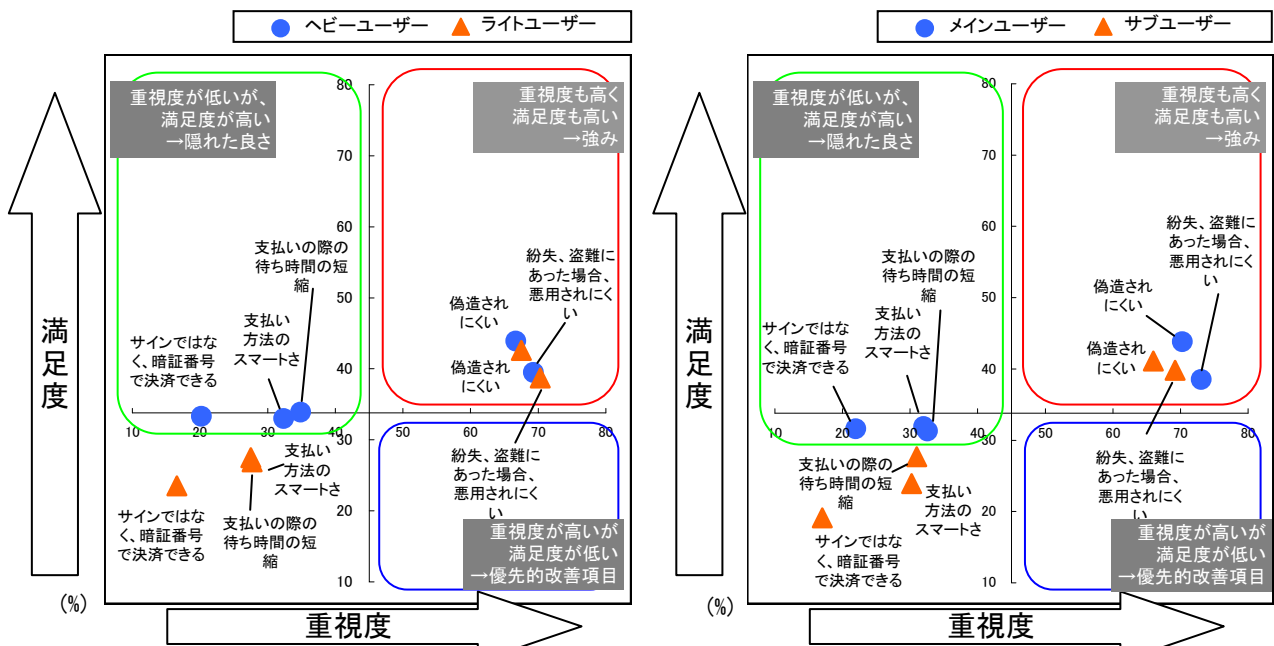 ヘビーユーザー ライトユーザー
重視度が低いが、
満足度が高い
→隠れた良さ
重視度も高く
満足度も高い
→強み
80
70
60
50
40
30
20
10
満足度
支払いの際の
待ち時間の短
縮
紛失、盗難に
あった場合、
悪用されにく
い
偽造され
にくい
支払い
方法の
スマートさ
サインではな
く、暗証番号
で決済できる
偽造され
にくい
10 20 30 40 50 60 70 80
支払い
方法の
スマートさ
紛失、盗難に
あった場合、
悪用されにく
い
サインではな
く、暗証番号
で決済できる
支払いの際の
待ち時間の短
縮
重視度が高いが
満足度が低い
→優先的改善項目
(%)
重視度
メインユーザー サブユーザー
重視度が低いが、
満足度が高い
→隠れた良さ
重視度も高く
満足度も高い
→強み
80
70
60
50
40
30
20
10
満足度
支払いの際の
待ち時間の短
縮
紛失、盗難に
あった場合、
悪用されにく
い
偽造され
にくい
支払い
方法の
スマートさ
サインではな
く、暗証番号
で決済できる
偽造され
にくい
10 20 30 40 50 60 70 80
支払いの際の
待ち時間の短
縮
支払い
方法の
スマートさ
紛失、盗難に
あった場合、
悪用されにく
い
サインではな
く、暗証番号
で決済できる
重視度が高いが
満足度が低い
→優先的改善項目
(%)
重視度